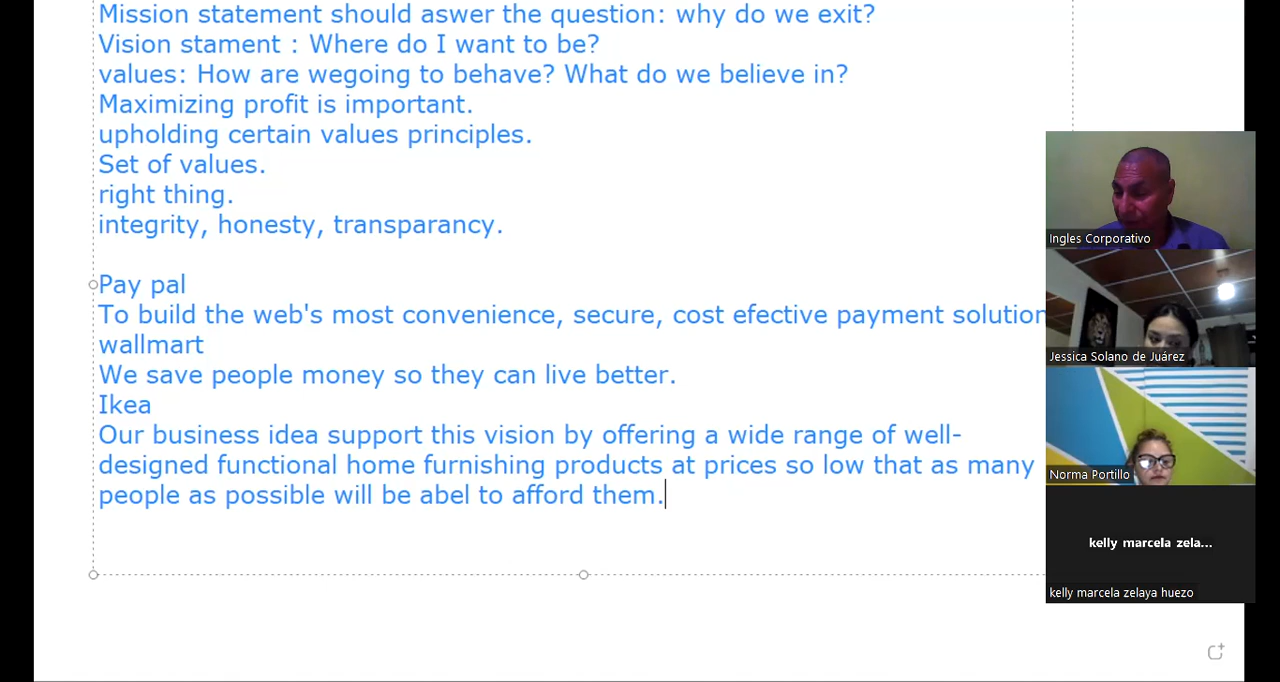 Mission statement should aswer the question: why do we exit?
Vision stament : Where do I want to be?
values: How are wegoing to behave? What do we believe in?
Maximizing profit is important.
upholding certain values principles.
Set of values.
right thing.
integrity, honesty, transparancy.
Pay pal
To build the web's most convenience, secure, cost efective payment solution
wallmart
We save people money so they can live better.
Ikea
Our business idea support this vision by offering a wide range of well-
designed functional home furnishing products at prices so low that as many
people as possible will be abel to afford them.
Ingles Corporativo
Jessica Solano de Juárez
Norma Portillo
kelly marcela zela...
kelly marcela zelaya huezo